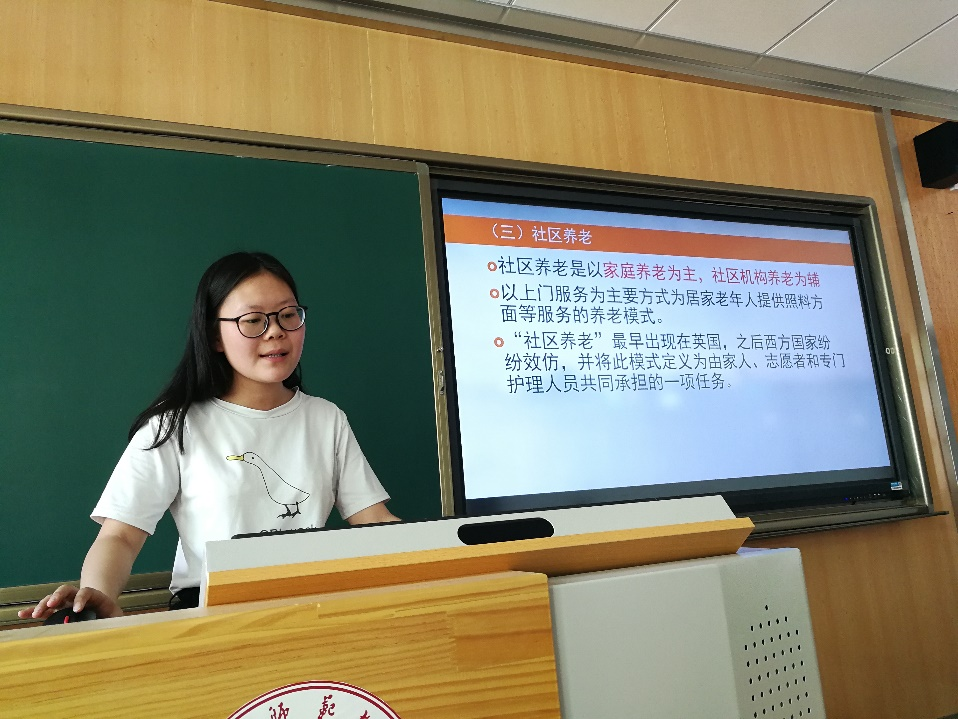 （三）社区养老
社区养老是以家庭养老为主，社区机构养老为辅
以上门服务为主要方式为居家老年人提供照料方
面等服务的养老模式。
“社区养老”最早出现在英国，之后西方国家纷
纷效仿，并将此模式定义为由家人、志愿者和专门
护理人员共同承担的一项任务。
師範